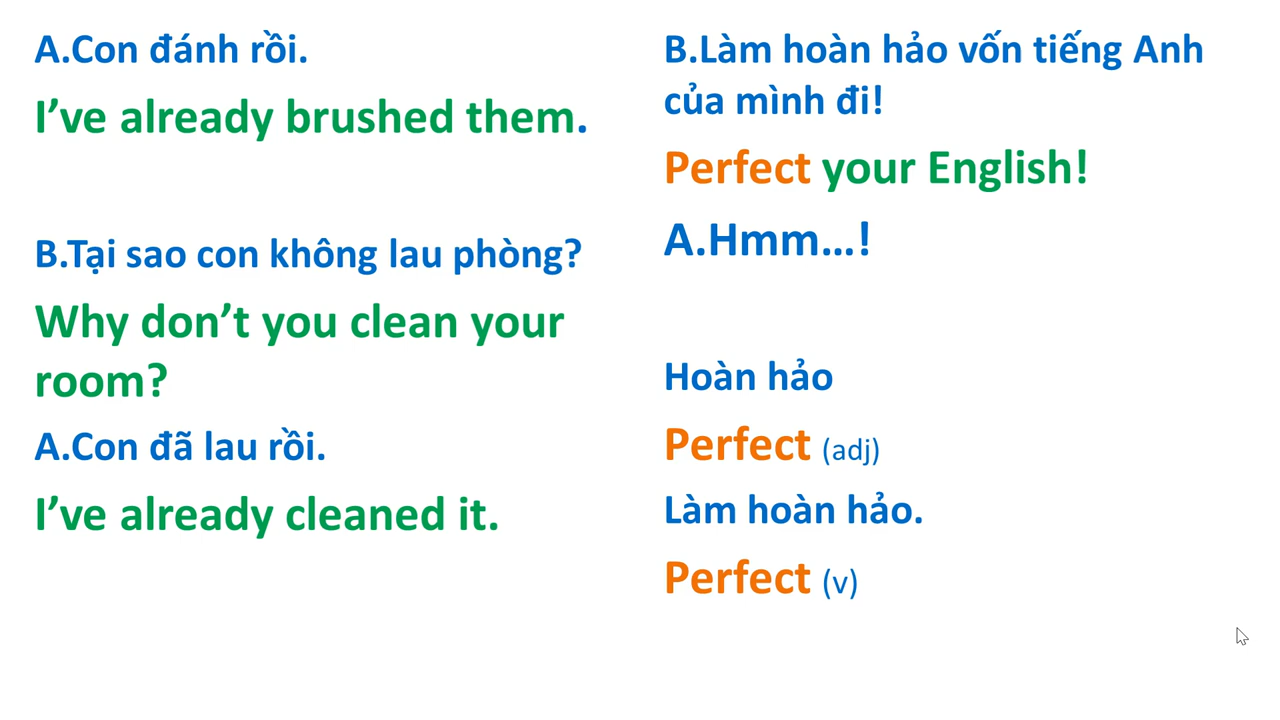 A.Con đánh rồi.
I’ve already brushed them.
B.Tại sao con không lau phòng?
Why don’t you clean your
room?
A.Con đã lau rồi.
I’ve already cleaned it.
B.Làm hoàn hảo vốn tiếng Anh
của mình đi!
Perfect your English!
A.Hmm…!
Hoàn hảo
Perfect (adj)
Làm hoàn hảo.
Perfect (v)